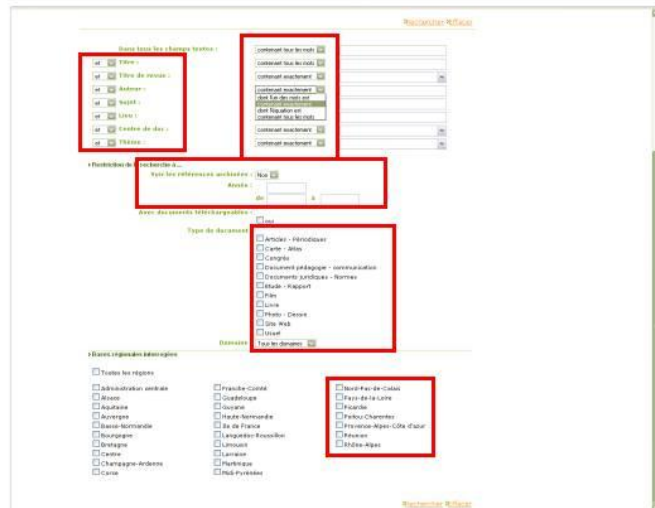 Rechercher Effacer
Dans tous les champs textes : contenant tous les mots
et Titre : contenant tous les mots
et Titre de revue : contenant exactement
et Auteur : contenant exactement
dont l'un des mots est
contenant exactement
dont l'équation est
contenant tous les mots
et Sujet :
et Lieu :
et Centre de doc : contenant exactement
et Thème : contenant exactement
Restriction de la recherche à...
Voir les références archivées : Non
Année :
de à
Avec documents téléchargeables :
oui
Type de document
Articles - Périodiques
Carte - Atlas
Congrès
Document pédagogie - communication
Documents juridiques - Normes
Etude - Rapport
Film
Livre
Photo - Dessin
Site Web
Usuel
Domaine Tous les domaines
Bases régionales interrogées
Toutes les régions
Administration centrale
Alsace
Aquitaine
Auvergne
Basse-Normandie
Bourgogne
Bretagne
Centre
Champagne-Ardenne
Corse
Franche-Comté
Guadeloupe
Guyane
Haute-Normandie
Ile de France
Languedoc-Roussillon
Limousin
Lorraine
Martinique
Midi-Pyrénées
Nord-Pas-de-Calais
Pays-de-la-Loire
Picardie
Poitou-Charentes
Provence-Alpes-Côte d'azur
Réunion
Rhône-Alpes
Rechercher Effacer